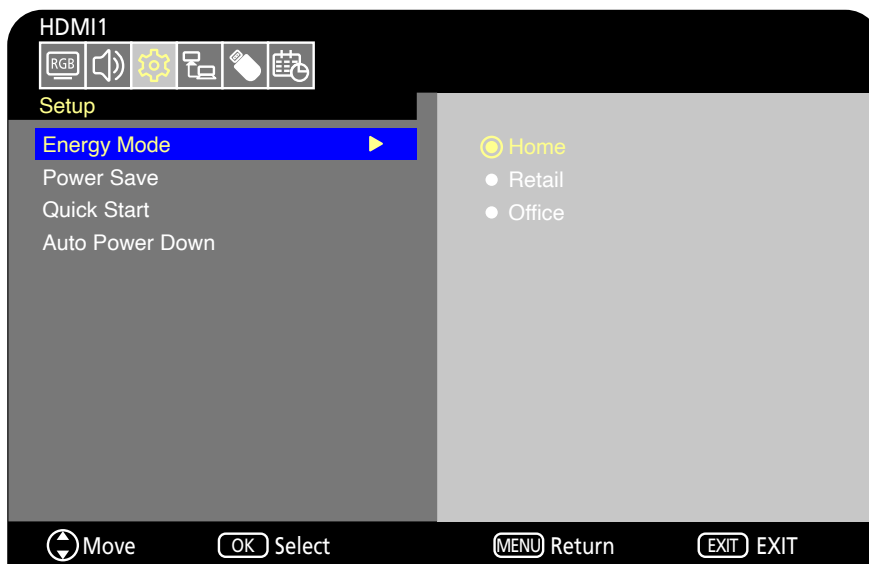 HDMI1
RGB
Setup
Energy Mode
Power Save
Quick Start
Auto Power Down
Home
Retail
Office
Move OK Select MENU Return EXIT EXIT